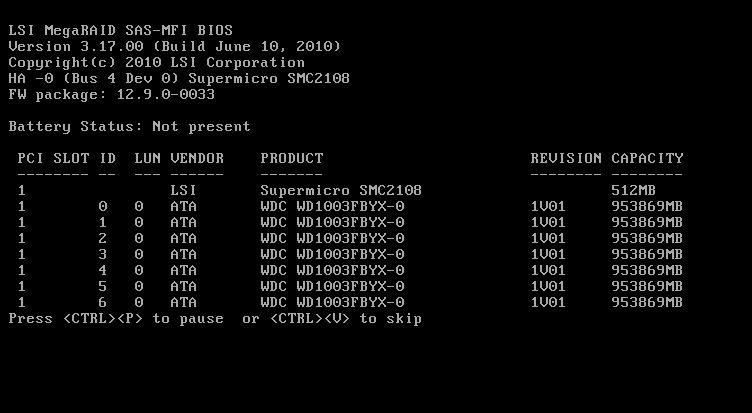 LSI MegaRAID SAS-MFI BIOS
Version 3.17.00 (Build June 10, 2010)
Copyright(c) 2010 LSI Corporation
HA -0 (Bus 4 Dev 0) Supermicro SMC2108
FW package: 12.9.0-0033
Battery Status: Not present
PCI SLOT ID LUN VENDOR PRODUCT REVISION CAPACITY
-------- -- --- ------ ------- -------- --------
1 LSI Supermicro SMC2108 512MB
1 0 0 ATA WDC WD1003FBYX-0 1V01 953869MB
1 1 0 ATA WDC WD1003FBYX-0 1V01 953869MB
1 2 0 ATA WDC WD1003FBYX-0 1V01 953869MB
1 3 0 ATA WDC WD1003FBYX-0 1V01 953869MB
1 4 0 ATA WDC WD1003FBYX-0 1V01 953869MB
1 5 0 ATA WDC WD1003FBYX-0 1V01 953869MB
1 6 0 ATA WDC WD1003FBYX-0 1V01 953869MB
Press <CTRL><P> to pause or <CTRL><V> to skip